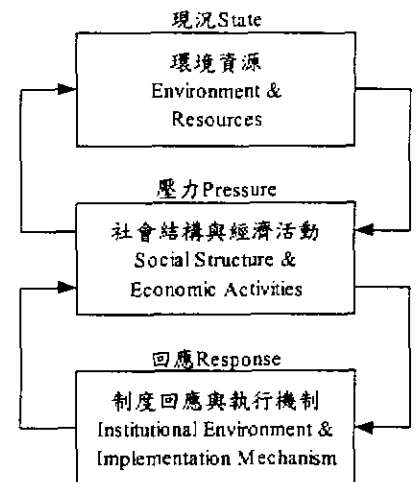 現況State
環境資源
Environment &
Resources
壓力Pressure
社會結構與經濟活動
Social Structure &
Economic Activities
回應Response
制度回應與執行機制
Institutional Environment &
Implementation Mechanism